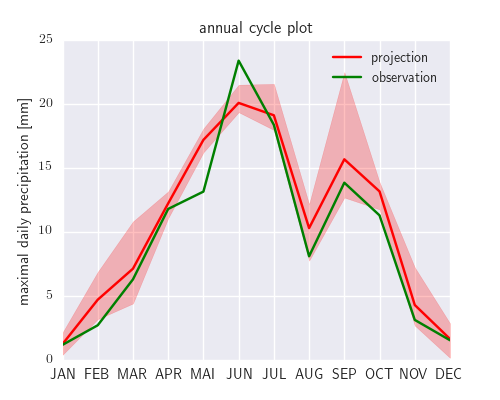 annual cycle plot
projection
observation
maximal daily precipitation [mm]
25
20
15
10
5
0
JAN FEB MAR APR MAI JUN JUL AUG SEP OCT NOV DEC